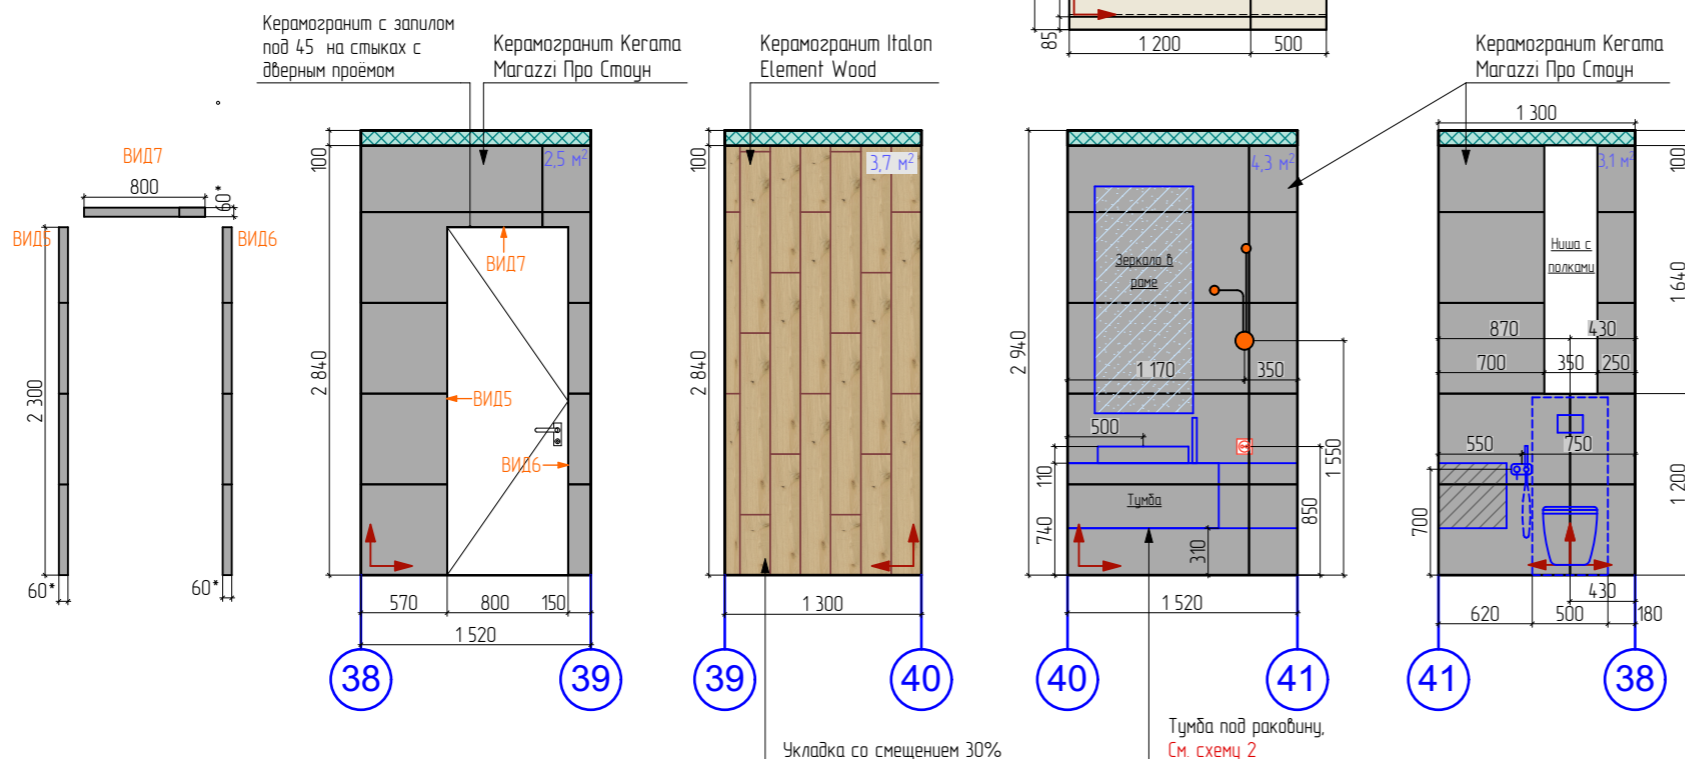 85
1 200
500
Керамогранит с запилом
под 45 на стыках с
дверным проёмом
Керамогранит Kerama
Marazzi Про Стоун
Керамогранит Italon
Element Wood
Керамогранит Kerama
Marazzi Про Стоун
ВИД7
800
60*
ВИД5
ВИД6
2 300
60*
60*
100
2 840
2,5 м²
ВИД7
ВИД5
ВИД6
570
800
150
1 520
38
39
100
2 840
3,7 м²
1 300
39
40
Укладка со смещением 30%
2 940
4,3 м²
Зеркало в
раме
1 170
350
500
110
740
Тумба
310
850
1 550
1 520
40
41
Тумба под раковину,
См. схему 2
1 300
100
3,1 м²
Ниша с
полками
1 640
870
430
700
350
250
550
750
700
1 200
430
620
500
180
41
38